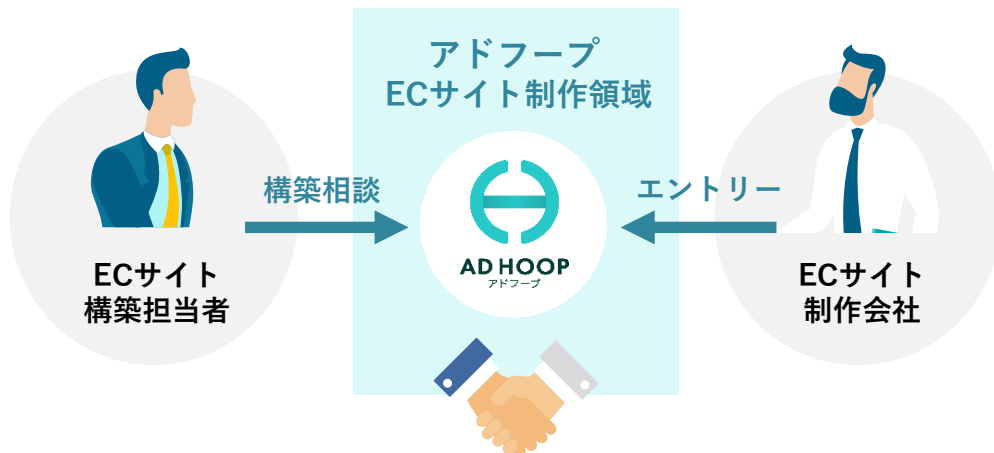 アドフープ
ECサイト制作領域
構築相談
エントリー
AD HOOP
アドフープ
ECサイト
構築担当者
ECサイト
制作会社